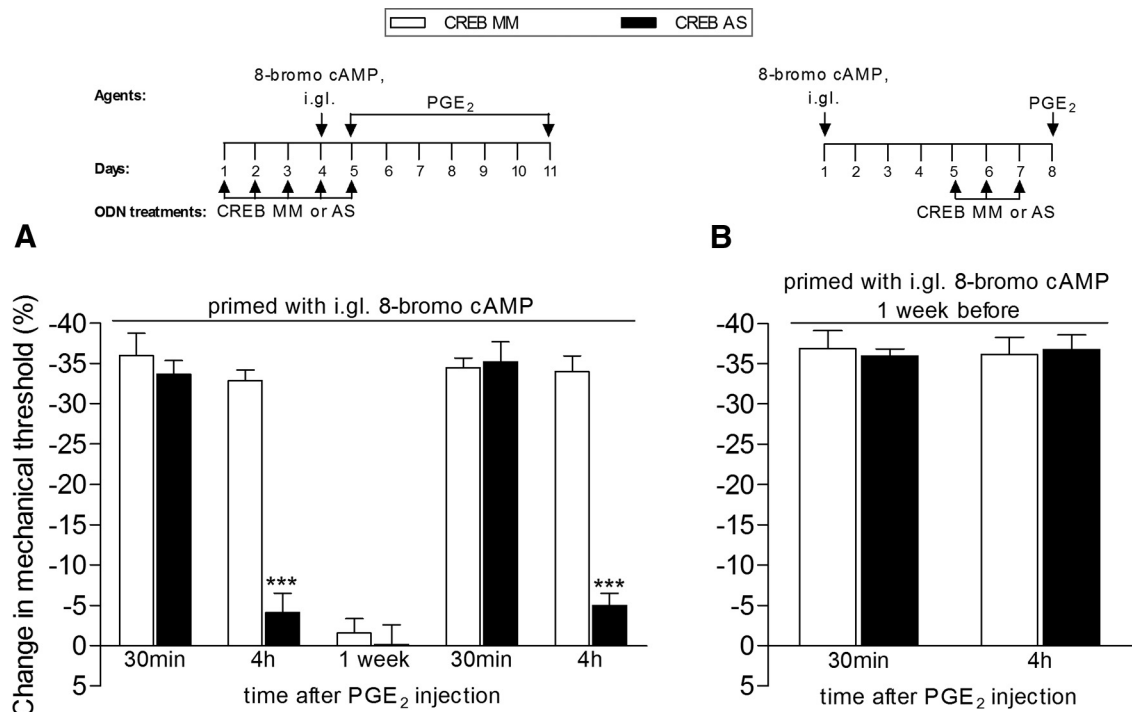 CREB MM CREB AS
8-bromo cAMP,
i.gl.
Agents:
PGE2
Days:
1 2 3 4 5 6 7 8 9 10 11
ODN treatments: CREB MM or AS
8-bromo cAMP,
i.gl.
PGE2
1 2 3 4 5 6 7 8
CREB MM or AS
A
primed with i.gl. 8-bromo cAMP
Change in mechanical threshold (%)
-40
-35
-30
-25
-20
-15
-10
-5
0
5
***
***
30min 4h 1 week 30min 4h
time after PGE2 injection
B
primed with i.gl. 8-bromo cAMP
1 week before
-40
-35
-30
-25
-20
-15
-10
-5
0
5
30min 4h
time after PGE2 injection